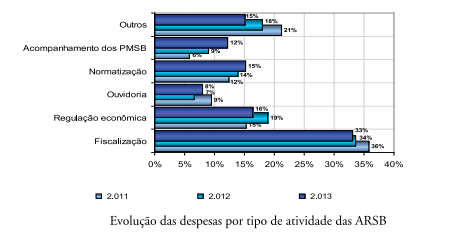 Outros
15%
18%
21%
Acompanhamento dos PMSB
12%
9%
6%
Normatização
15%
14%
12%
Ouvidoria
8%
7%
9%
Regulação econômica
16%
19%
15%
Fiscalização
33%
34%
36%
0% 5% 10% 15% 20% 25% 30% 35% 40%
2.011 2.012 2.013
Evolução das despesas por tipo de atividade das ARSB